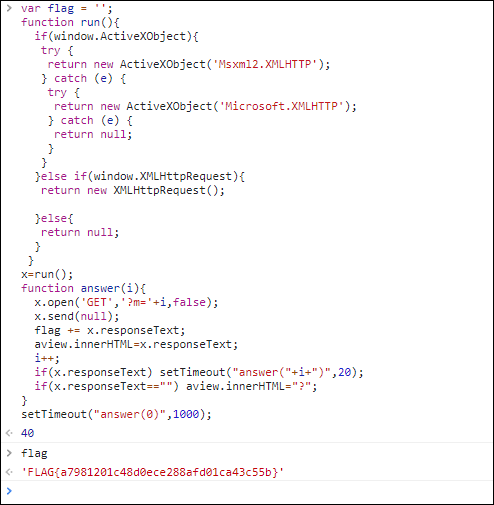 > var flag = '';
function run(){
  if(window.ActiveXObject){
   try {
    return new ActiveXObject('Msxml2.XMLHTTP');
   } catch (e) {
    try {
     return new ActiveXObject('Microsoft.XMLHTTP');
    } catch (e) {
     return null;
    }
   }
  }else if(window.XMLHttpRequest){
   return new XMLHttpRequest();

  }else{
   return null;
  }
 }
x=run();
function answer(i){
  x.open('GET','?m='+i,false);
  x.send(null);
  flag += x.responseText;
  aview.innerHTML=x.responseText;
  i++;
  if(x.responseText) setTimeout("answer("+i+")",20);
  if(x.responseText=="") aview.innerHTML="?";
}
setTimeout("answer(0)",1000);
40
> flag
'FLAG{a7981201c48d0ece288afd01ca43c55b}'
>